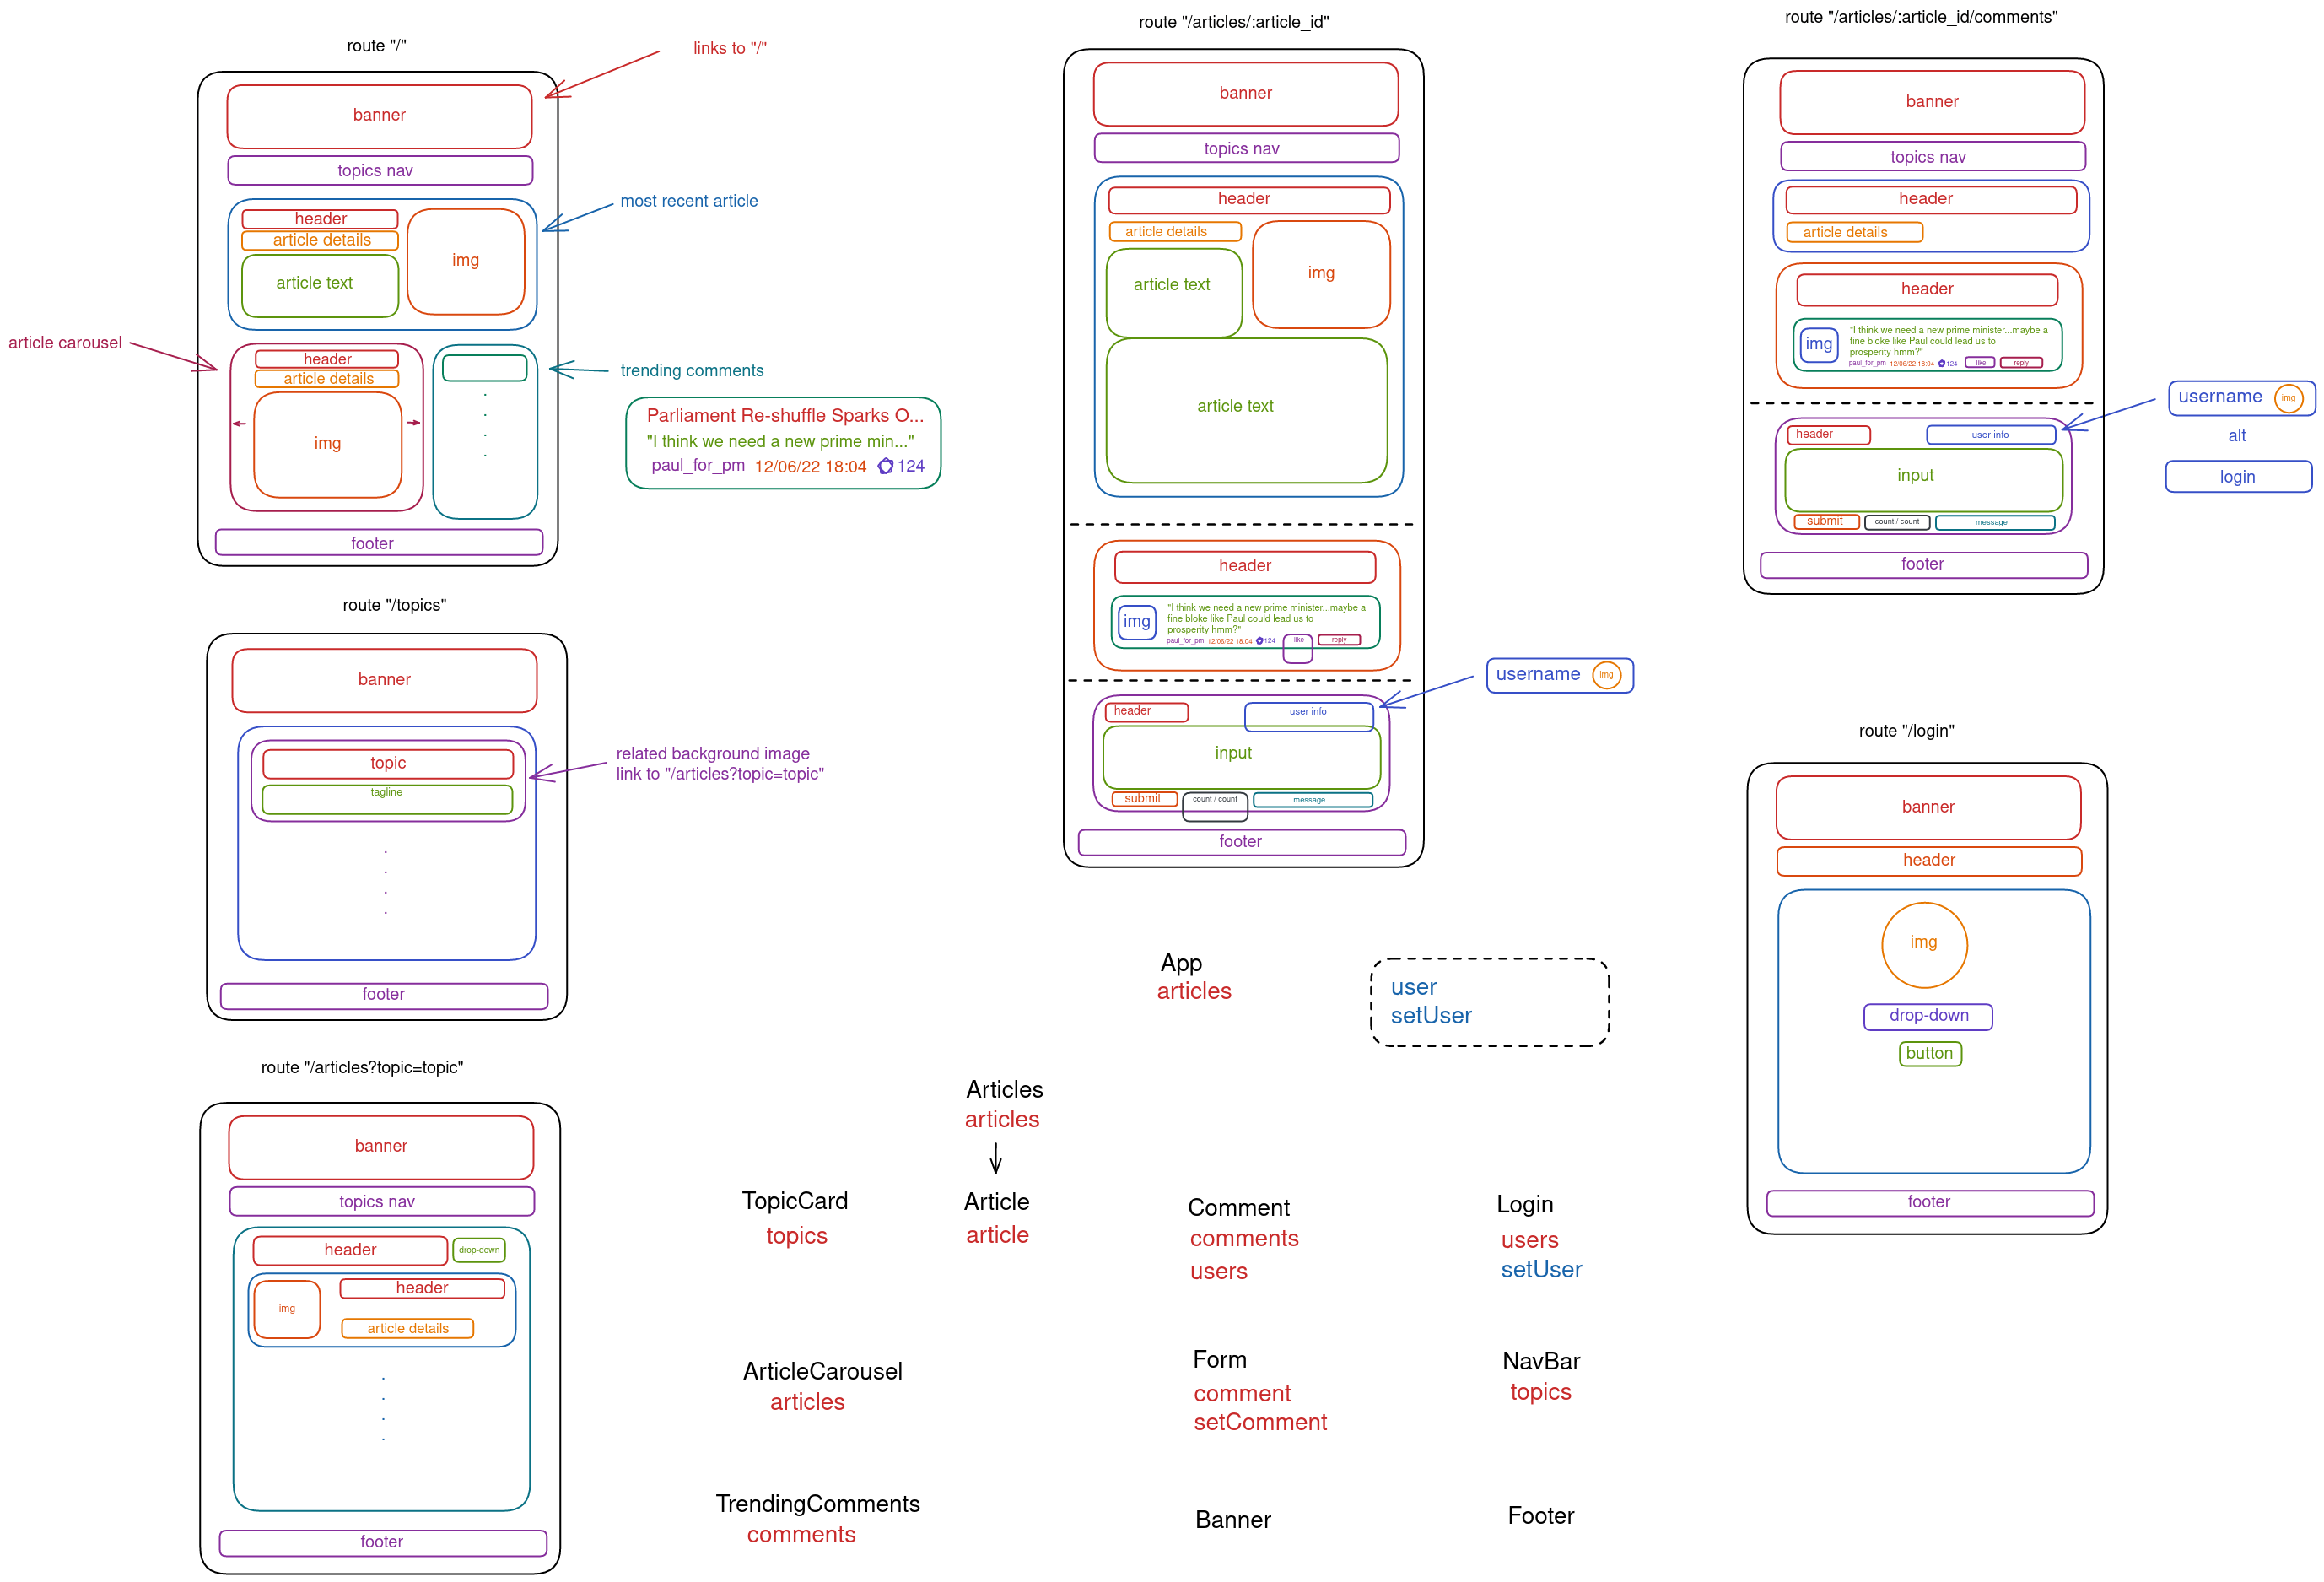 route "/"
links to "/"
banner
topics nav
most recent article
header
article details
article text
img
article carousel
header
article details
img
trending comments
Parliament Re-shuffle Sparks O...
"I think we need a new prime min..."
paul_for_pm 12/06/22 18:04 124
footer
route "/topics"
banner
topic
tagline
related background image
link to "/articles?topic=topic"
footer
route "/articles?topic=topic"
banner
topics nav
header
drop-down
img
header
article details
footer
route "/articles/:article_id"
banner
topics nav
header
article details
article text
img
article text
header
img
"I think we need a new prime minister...maybe a
fine bloke like Paul could lead us to
prosperity hmm?"
paul_for_pm 12/06/22 18:04 124 like reply
username img
header
user info
input
submit
count / count
message
footer
route "/articles/:article_id/comments"
banner
topics nav
header
article details
header
img
"I think we need a new prime minister...maybe a
fine bloke like Paul could lead us to
prosperity hmm?"
paul_for_pm 12/06/22 18:04 124 like reply
username img
alt
login
header
user info
input
submit
count / count
message
footer
route "/login"
banner
header
img
drop-down
button
footer
App
articles
user
setUser
Articles
articles
TopicCard
topics
Article
article
Comment
comments
users
Login
users
setUser
ArticleCarousel
articles
Form
comment
setComment
NavBar
topics
TrendingComments
comments
Banner
Footer